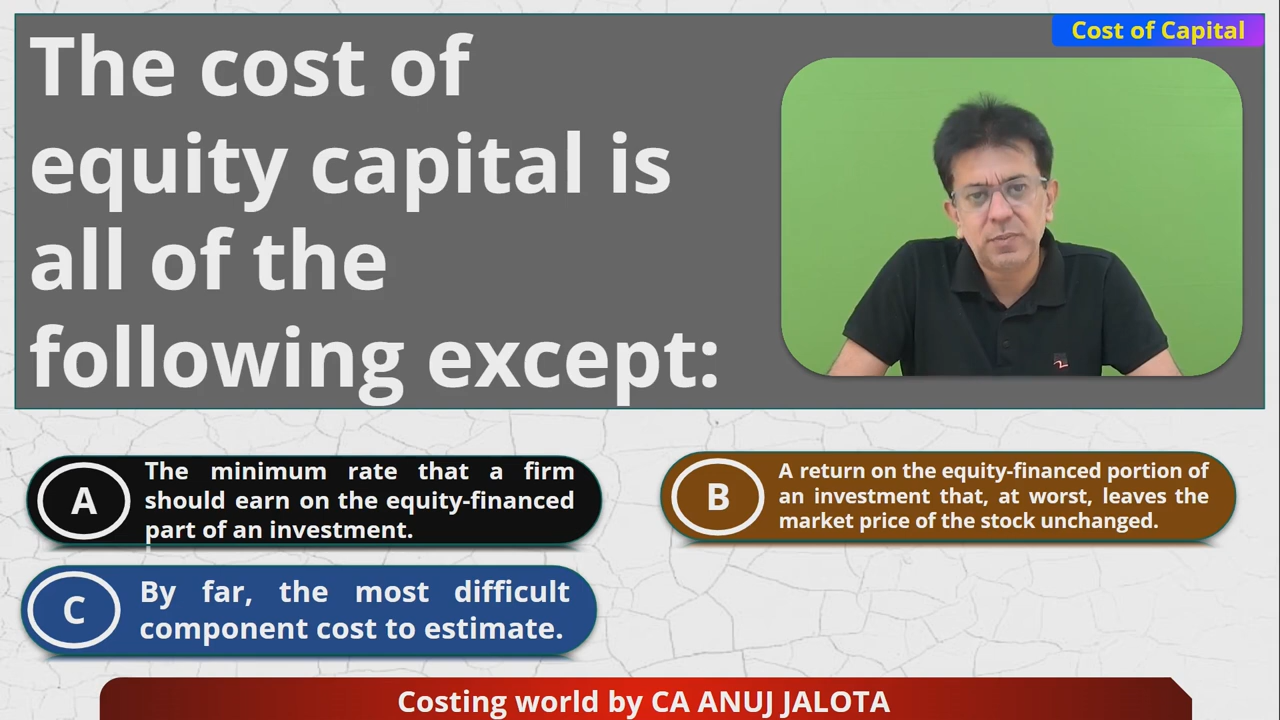 Cost of Capital
The cost of
equity capital is
all of the
following except:
A
The minimum rate that a firm
should earn on the equity-financed
part of an investment.
B
A return on the equity-financed portion of
an investment that, at worst, leaves the
market price of the stock unchanged.
C
By far, the most difficult
component cost to estimate.
Costing world by CA ANUJ JALOTA